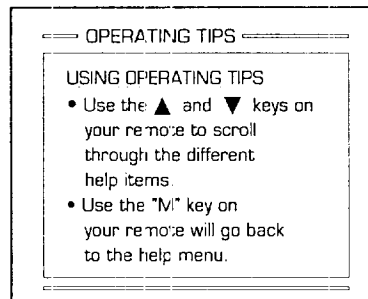 OPERATING TIPS
USING OPERATING TIPS
• Use the ▲ and ▼ keys on
your remote to scroll
through the different
help items.
• Use the "M" key on
your remote will go back
to the help menu.